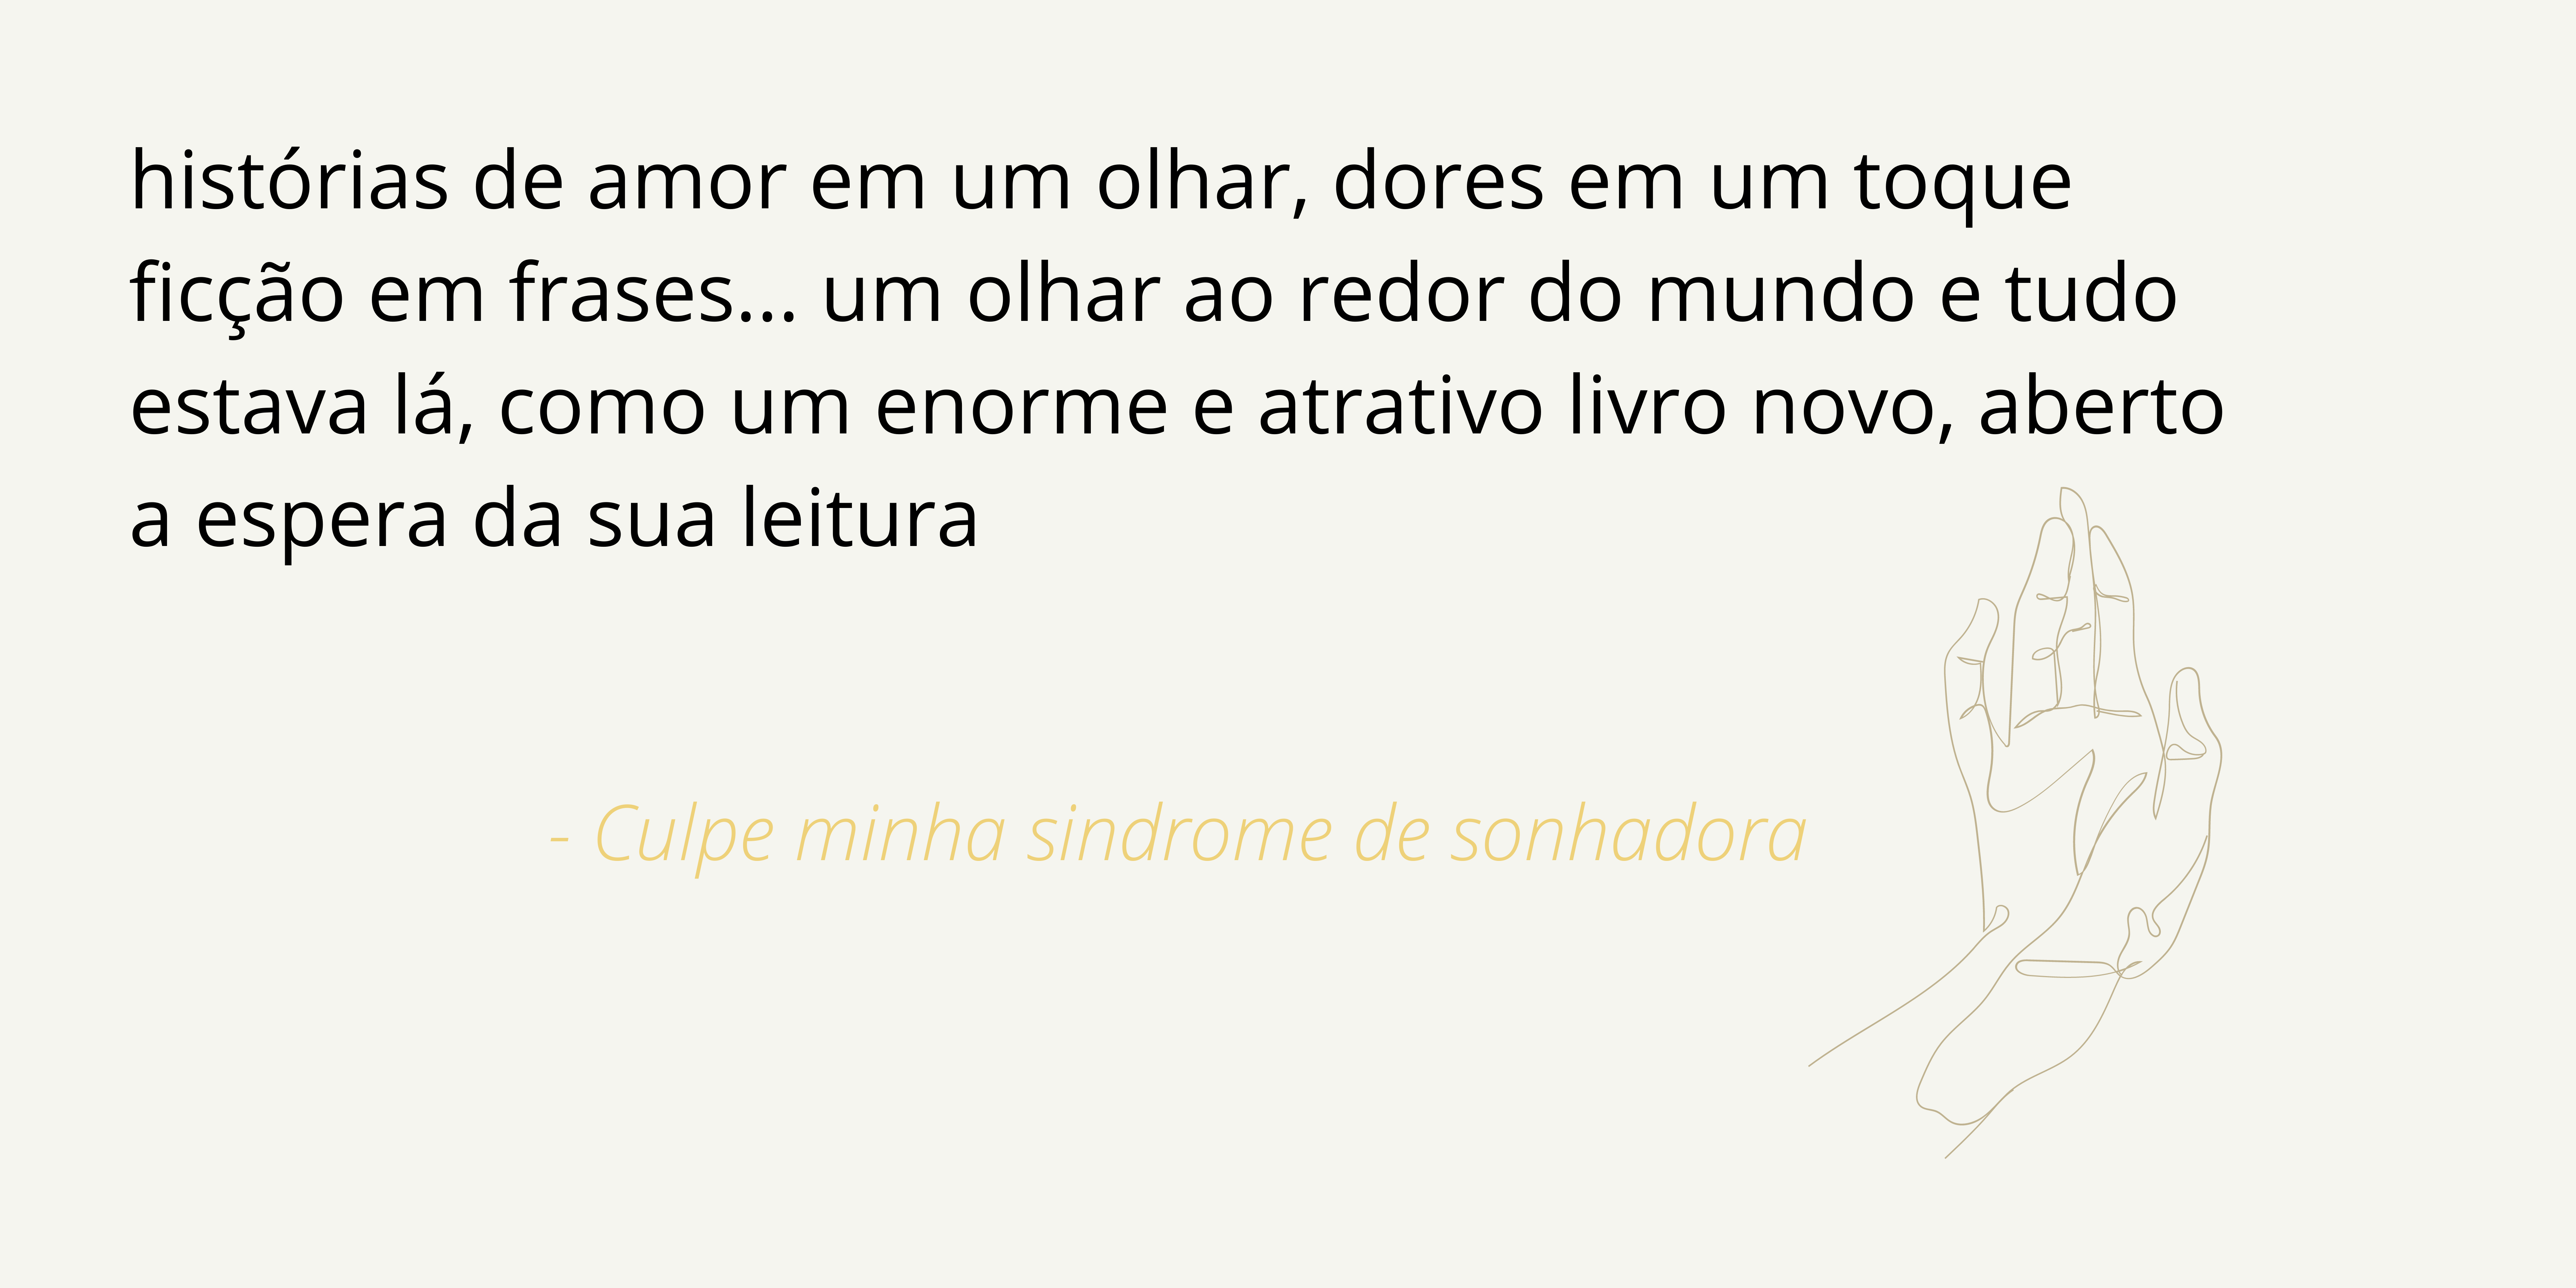 histórias de amor em um olhar, dores em um toque
ficção em frases... um olhar ao redor do mundo e tudo
estava lá, como um enorme e atrativo livro novo, aberto
a espera da sua leitura
- Culpe minha sindrome de sonhadora